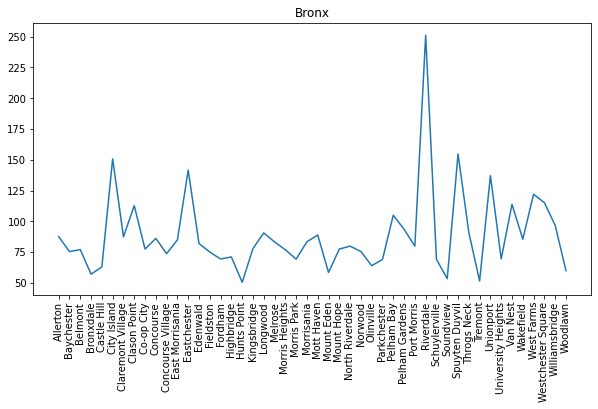 Bronx
250
225
200
175
150
125
100
75
50
Allerton
Baychester
Belmont
Bronxdale
Castle Hill
City Island
Claremont Village
Clason Point
Co-op City
Concourse
Concourse Village
East Morrisania
Eastchester
Edenwald
Fieldston
Fordham
Highbridge
Hunts Point
Kingsbridge
Longwood
Melrose
Morris Heights
Morris Park
Morrisania
Mott Haven
Mount Eden
Mount Hope
North Riverdale
Norwood
Olinville
Parkchester
Pelham Bay
Pelham Gardens
Port Morris
Riverdale
Schuylerville
Soundview
Spuyten Duyvil
Throgs Neck
Tremont
Unionport
University Heights
Van Nest
Wakefield
West Farms
Westchester Square
Williamsbridge
Woodlawn